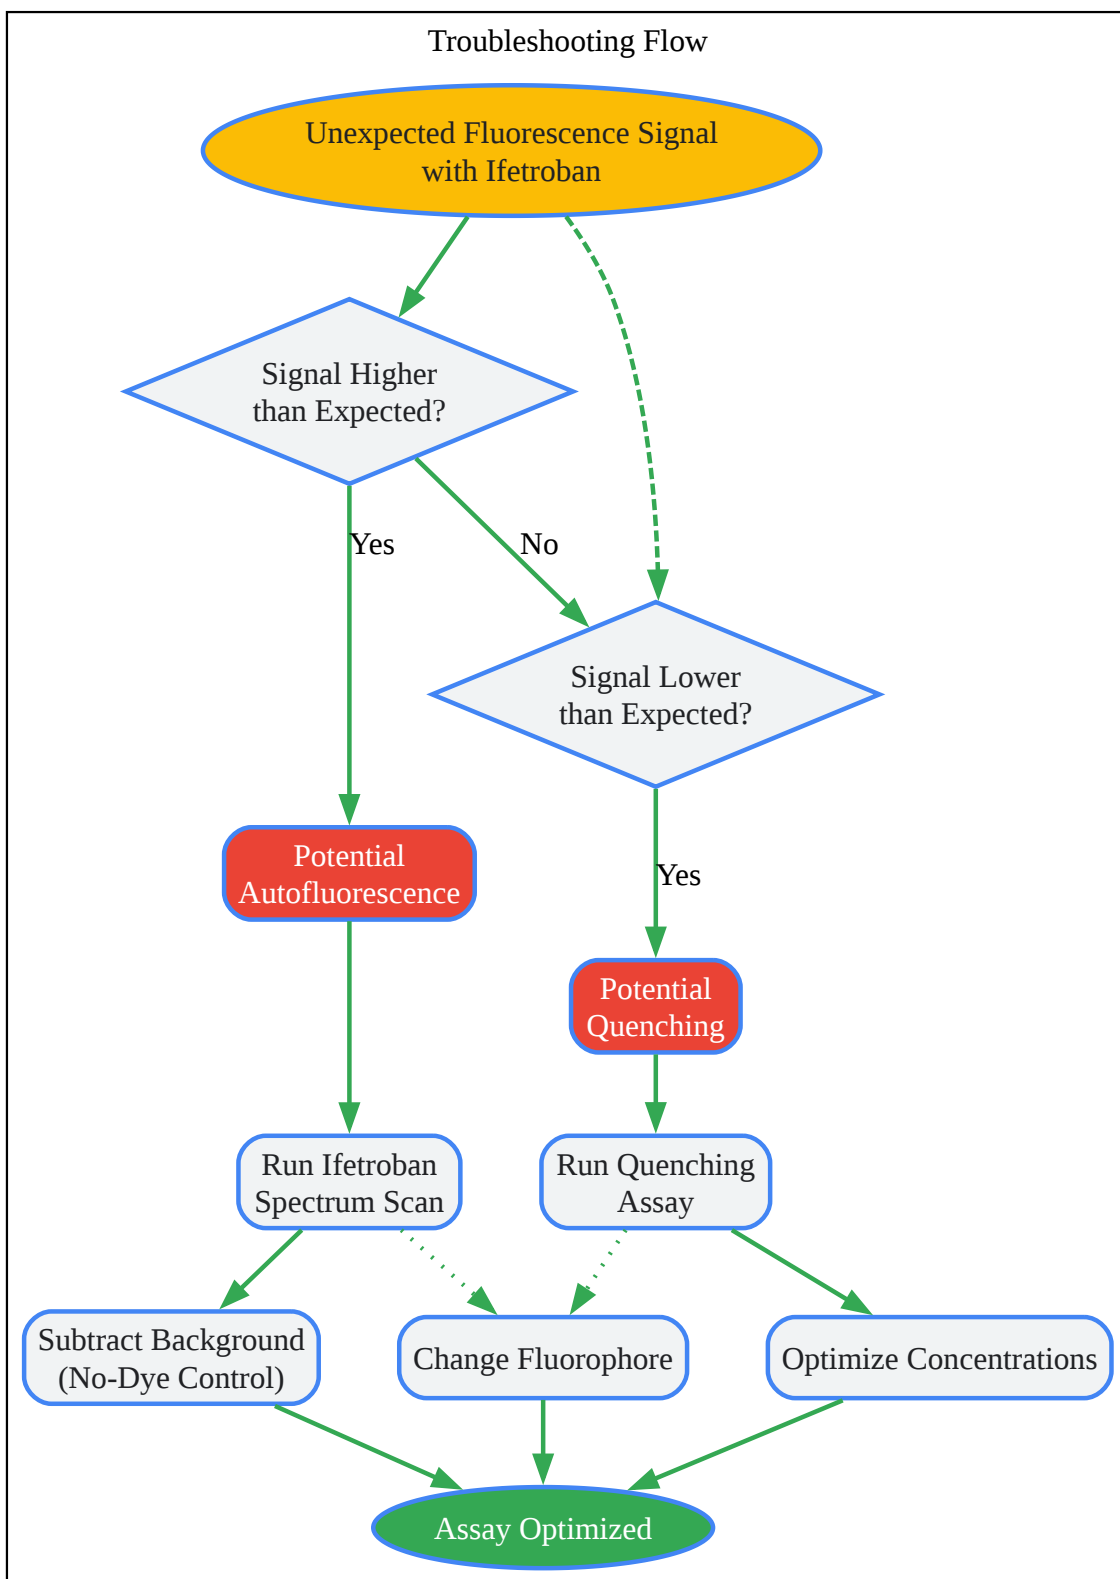 Troubleshooting Flow
Unexpected Fluorescence Signal
with Ifetroban
Signal Higher
than Expected?
Yes
No
Signal Lower
than Expected?
Potential
Autofluorescence
Yes
Potential
Quenching
Run Ifetroban
Spectrum Scan
Run Quenching
Assay
Subtract Background
(No-Dye Control)
Change Fluorophore
Optimize Concentrations
Assay Optimized